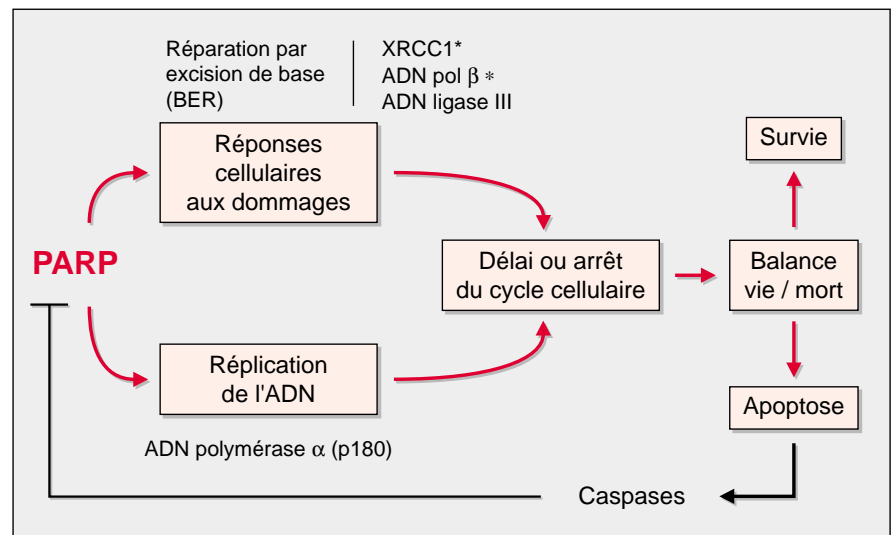 Réparation par
excision de base
(BER)
XRCC1*
ADN pol β *
ADN ligase III
Réponses
cellulaires
aux dommages
Survie
PARP
Délai ou arrêt
du cycle cellulaire
Balance
vie / mort
Réplication
de l'ADN
Apoptose
ADN polymérase α (p180)
Caspases